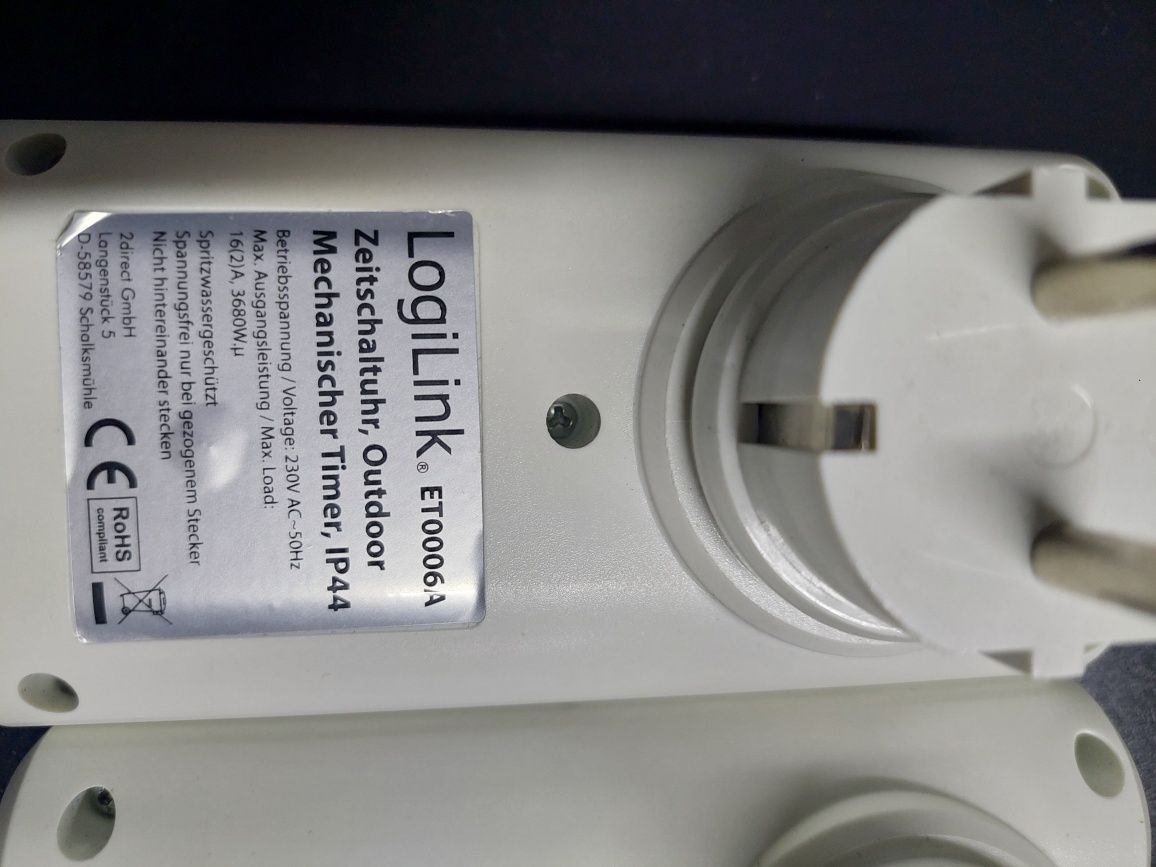 LogiLink® ET0006A
Zeitschaltuhr, Outdoor
Mechanischer Timer, IP44
Betriebsspannung / Voltage: 230V AC~50Hz
Max. Ausgangsleistung / Max. Load:
16(2)A, 3680W.µ
Spritzwassergeschützt
Spannungsfrei nur bei gezogenem Stecker
Nicht hintereinander stecken
2direct GmbH
Langenstück 5
D-58579 Schalksmühle
CE
RoHS
compliant